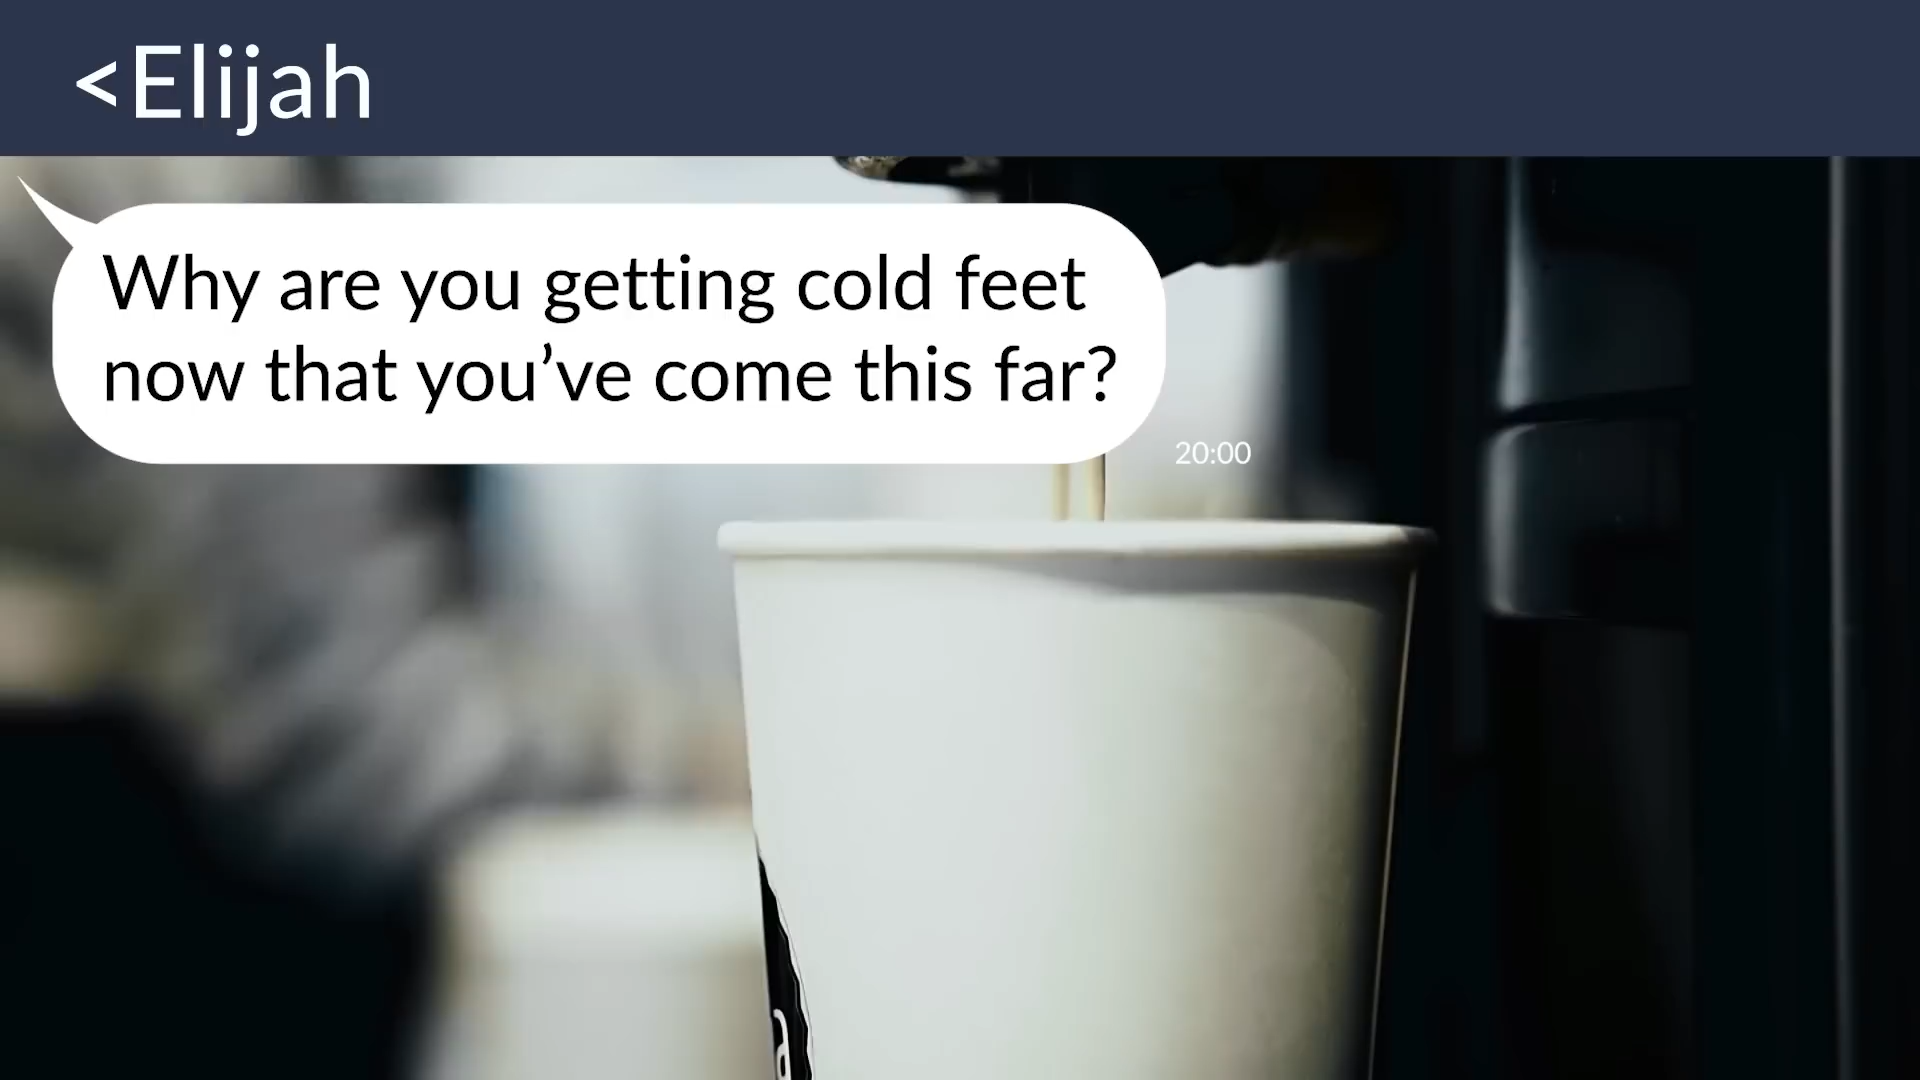 <Elijah
Why are you getting cold feet
now that you’ve come this far?
20:00
a